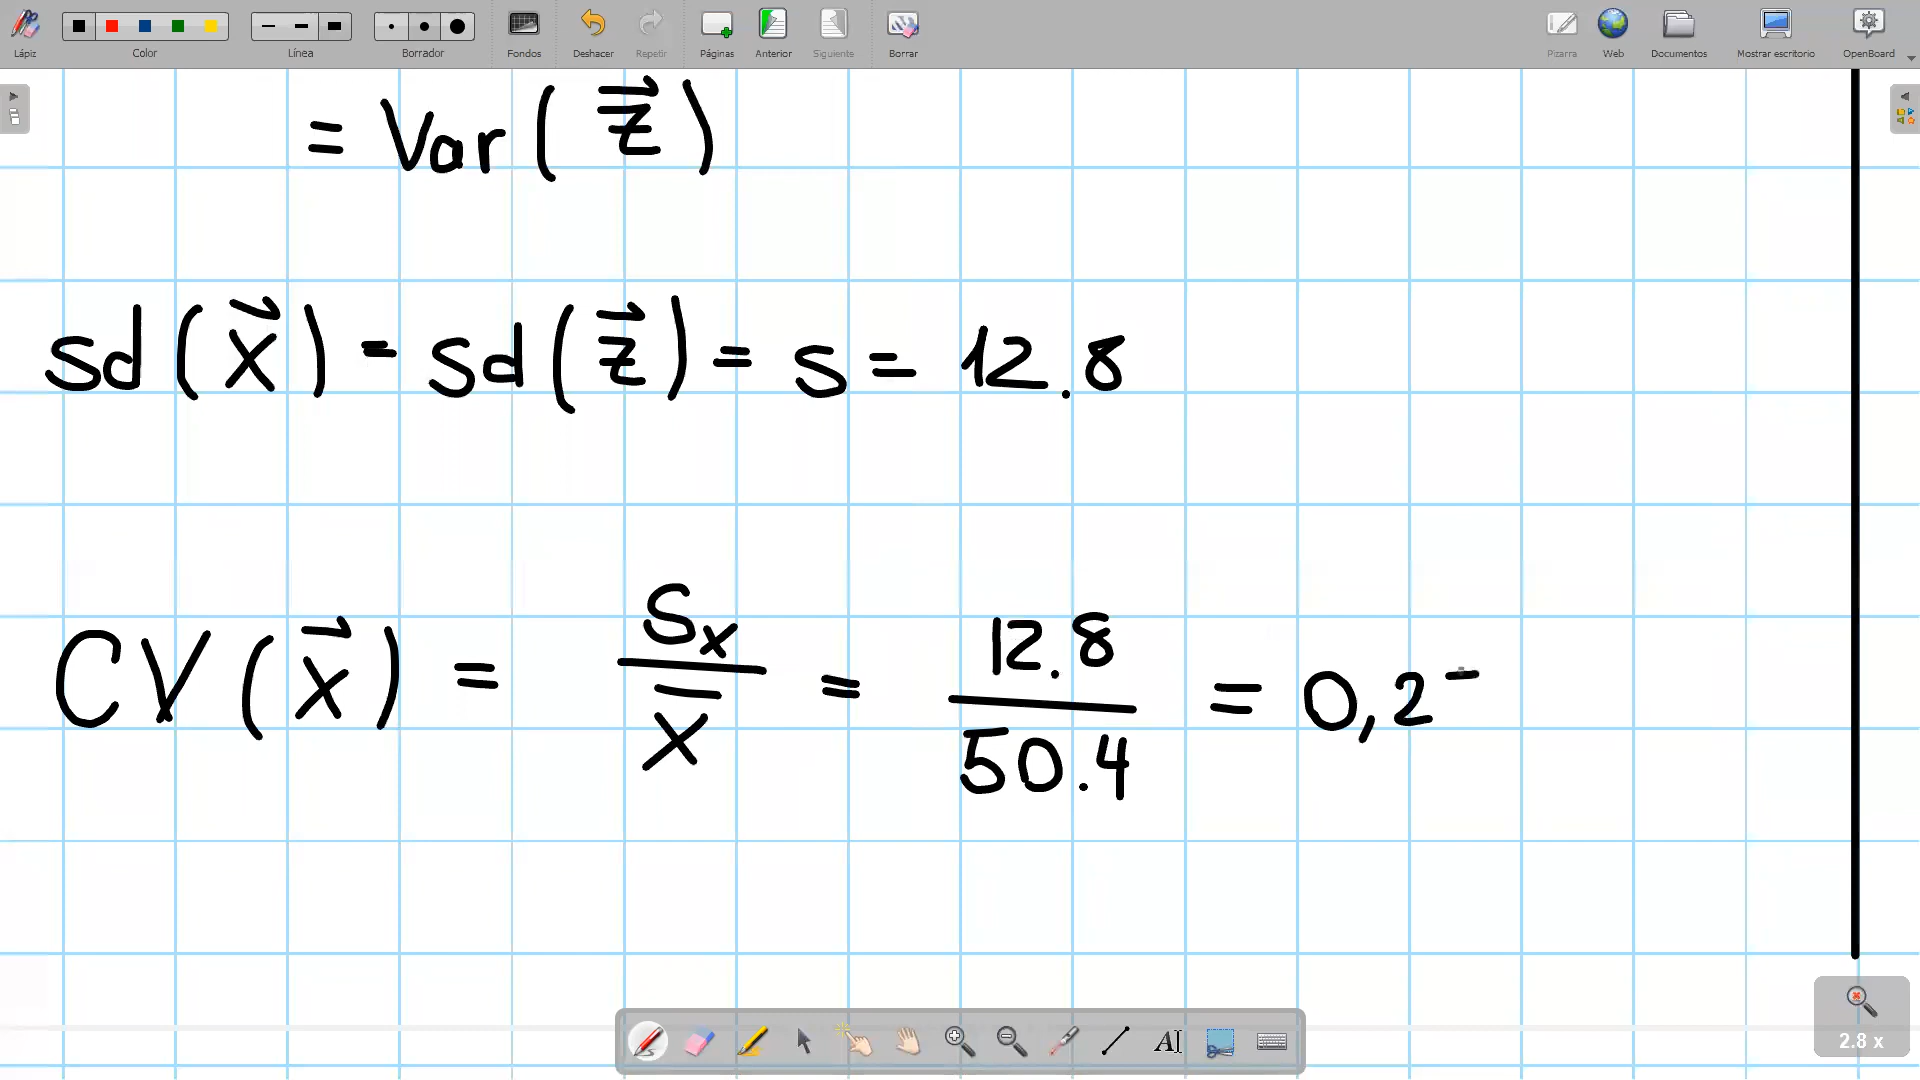 Lápiz Color Línea Borrador Fondos Deshacer Repetir Páginas Anterior Siguiente Borrar Pizarra Web Documentos Mostrar escritorio OpenBoard
= Var( z⃗ )
sd( x⃗ ) = sd( z⃗ ) = s = 12.8
CV( x⃗ ) = Sx / x̄ = 12.8 / 50.4 = 0,2
AI
2.8 x